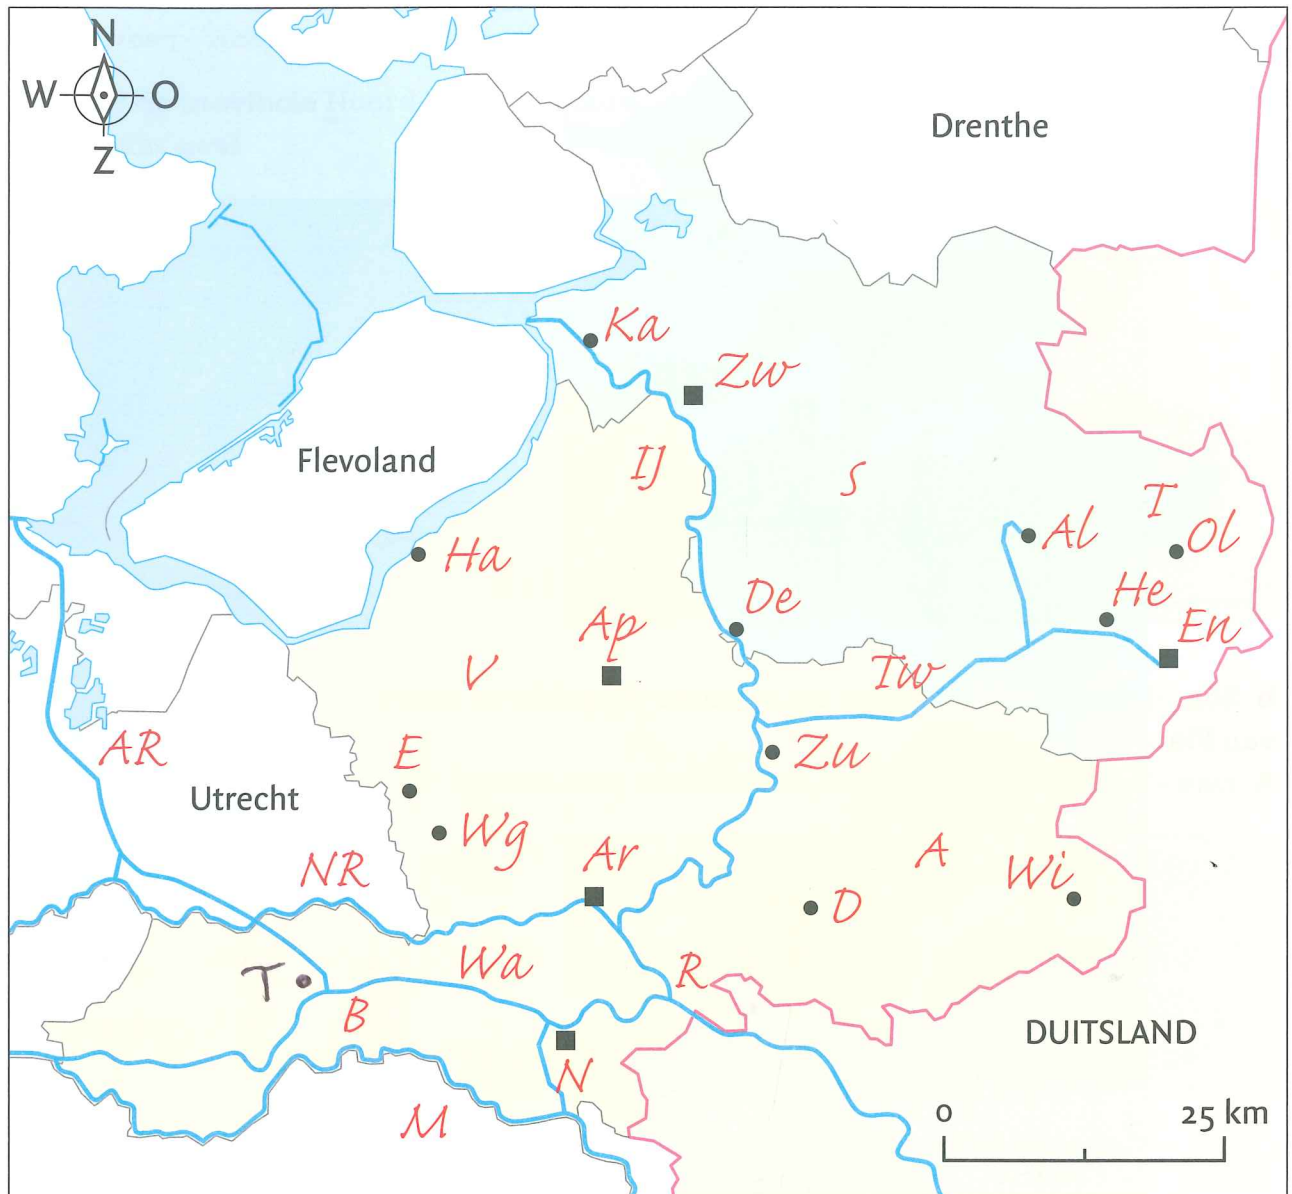 N
W O
Z
Drenthe
Ka
Zw
Flevoland
IJ
S
T
Al
Ol
Ha
De
He
Ap
En
V
Tw
AR
E
Zu
Utrecht
Wg
NR
Ar
A
Wi
D
Wa
T
R
B
DUITSLAND
N
M
0 25 km